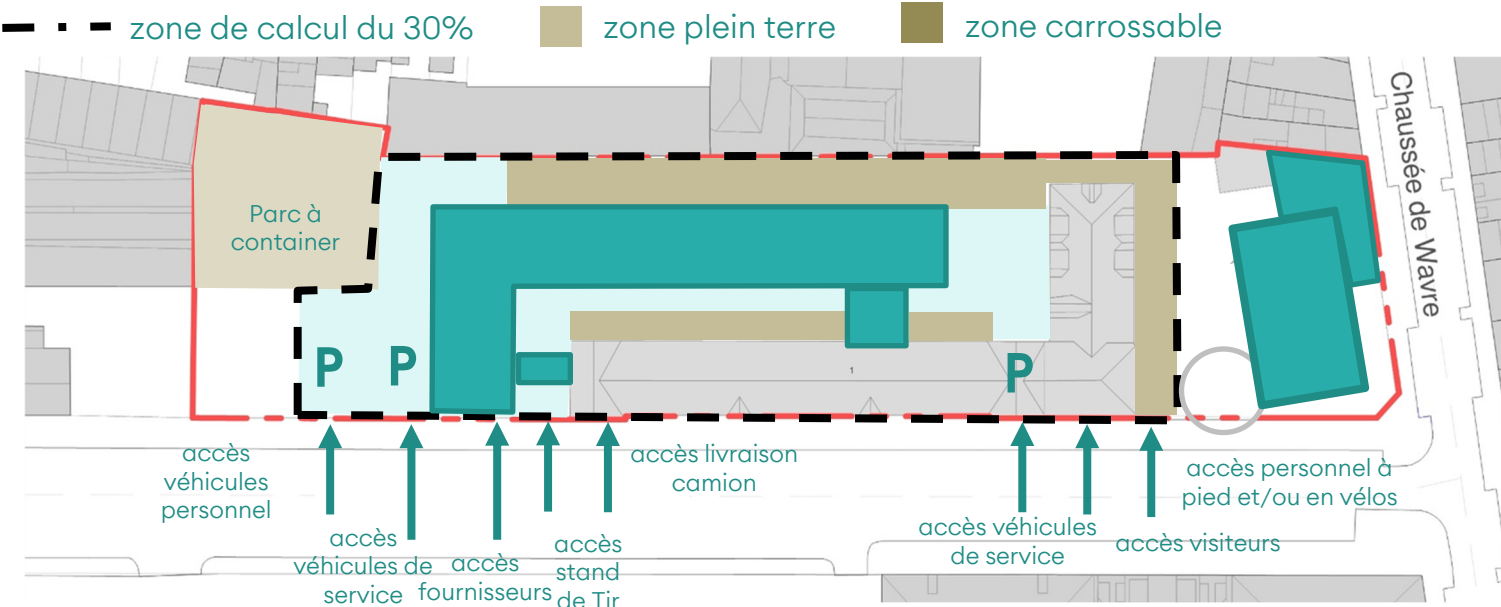 zone de calcul du 30%
zone plein terre
zone carrossable
Chaussée de Wavre
Parc à
container
1
P
P
P
accès
véhicules
personnel
accès
véhicules de
service
accès
fournisseurs
accès
stand
de Tir
accès livraison
camion
accès véhicules
de service
accès visiteurs
accès personnel à
pied et/ou en vélos